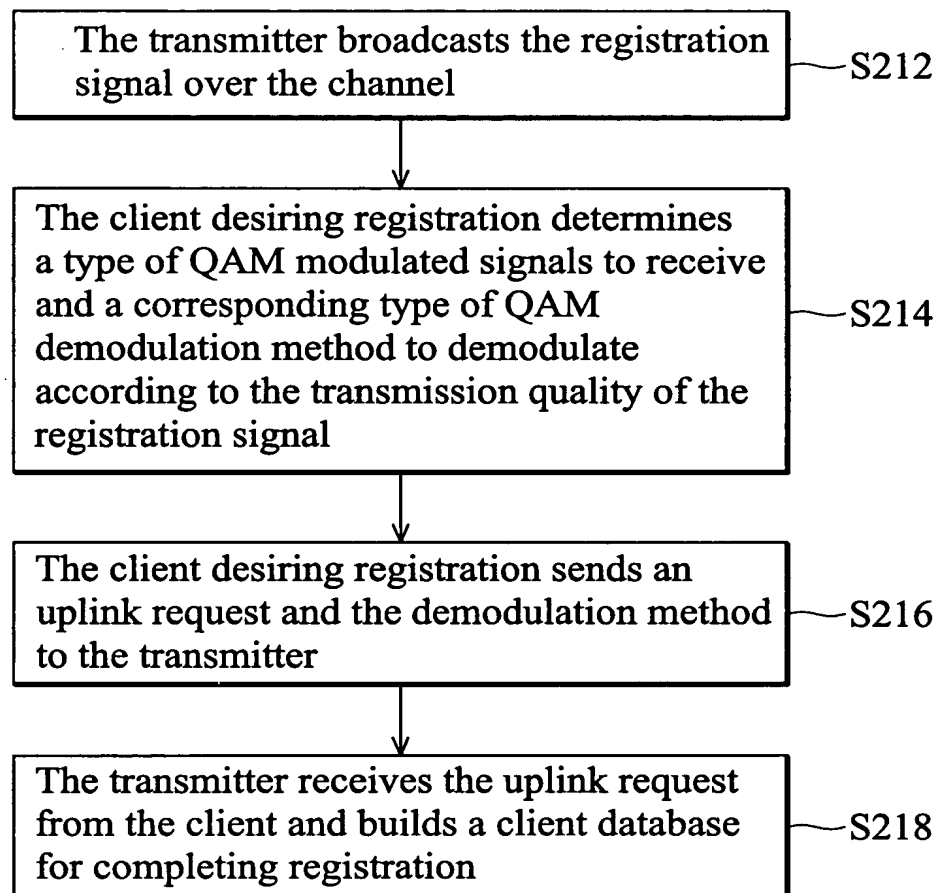 The transmitter broadcasts the registration
signal over the channel
S212
The client desiring registration determines
a type of QAM modulated signals to receive
and a corresponding type of QAM
demodulation method to demodulate
according to the transmission quality of the
registration signal
S214
The client desiring registration sends an
uplink request and the demodulation method
to the transmitter
S216
The transmitter receives the uplink request
from the client and builds a client database
for completing registration
S218